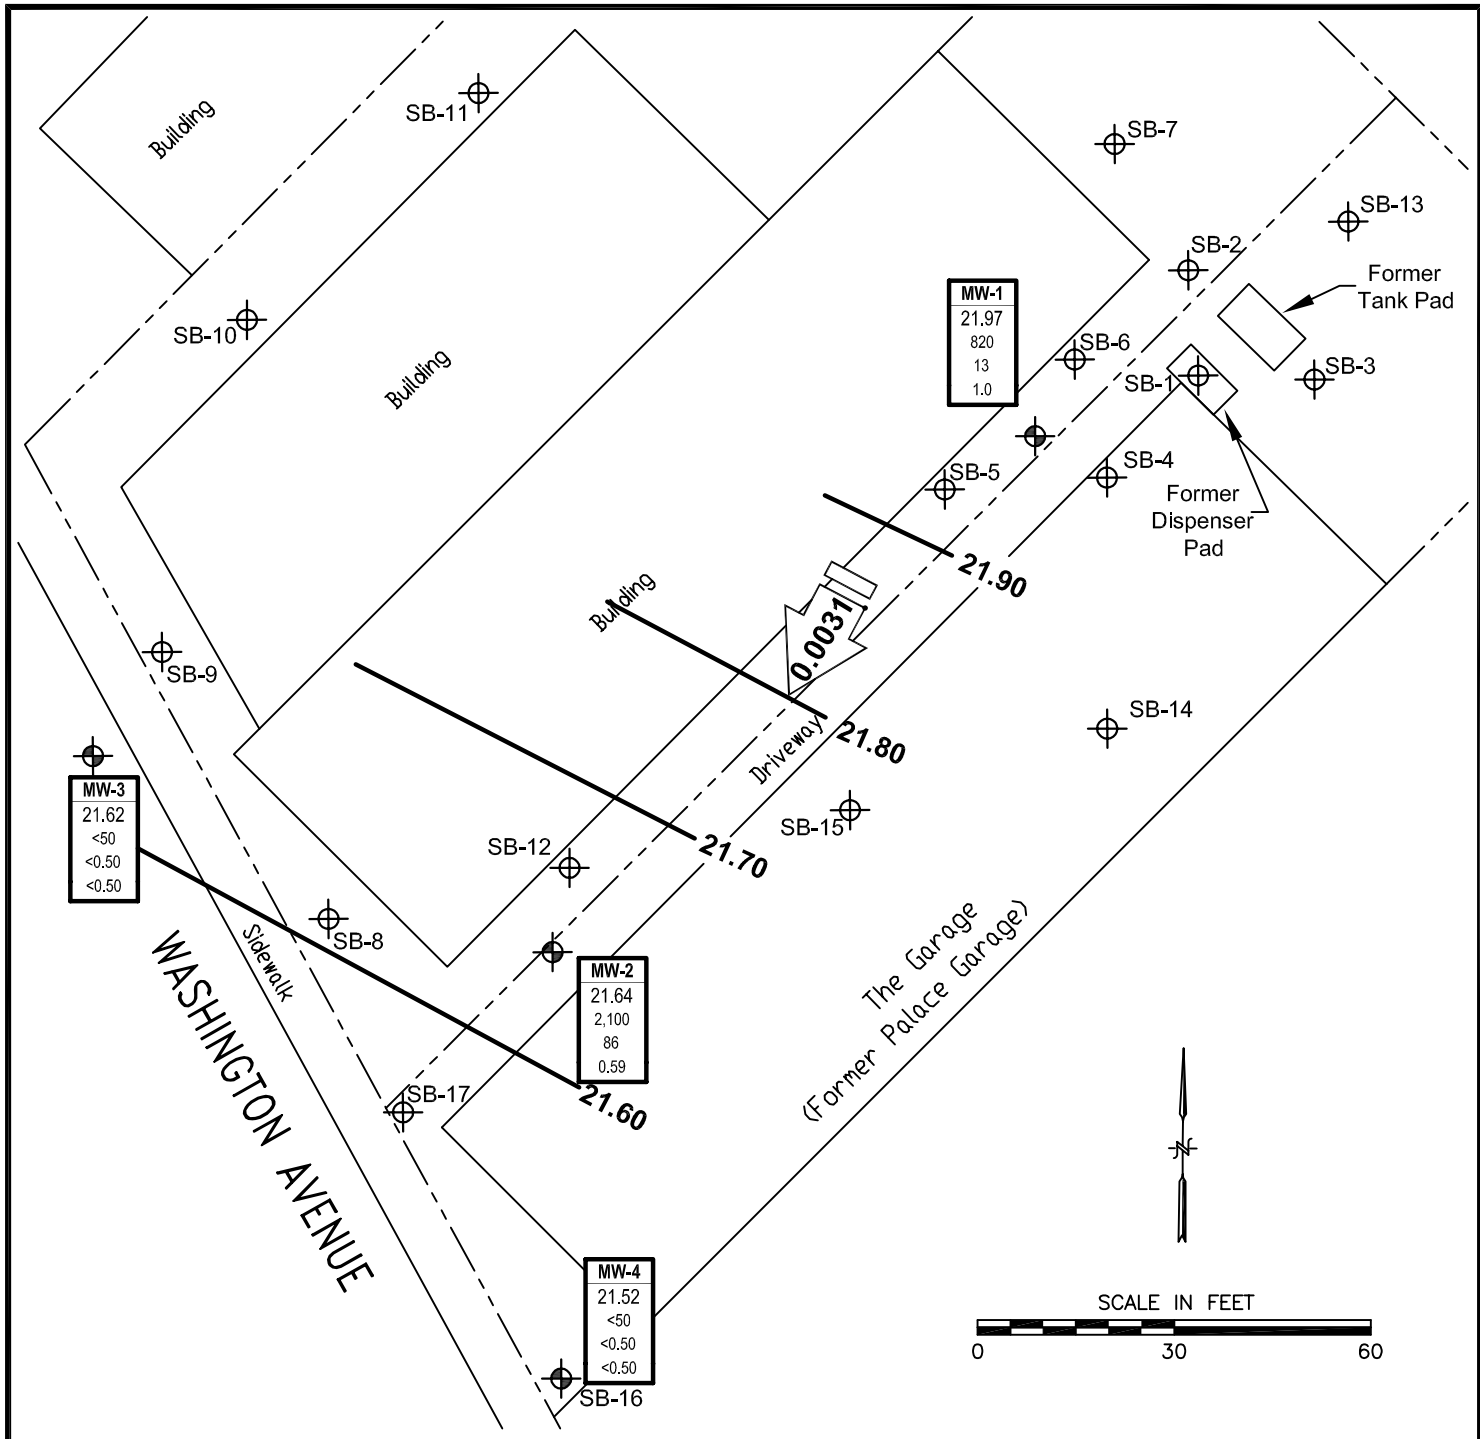 SB-11
Building
SB-7
SB-13
SB-2
Former
Tank Pad
MW-1
21.97
820
13
1.0
SB-10
SB-6
SB-1
SB-3
Building
SB-5
SB-4
Former
Dispenser
Pad
21.90
Building
0.0031
SB-9
SB-14
21.80
Driveway
MW-3
21.62
<50
<0.50
<0.50
SB-15
SB-12
21.70
SB-8
Sidewalk
The Garage
(Former Palace Garage)
MW-2
21.64
2,100
86
0.59
WASHINGTON AVENUE
SB-17
21.60
N
MW-4
21.52
<50
<0.50
<0.50
SB-16
SCALE IN FEET
0 30 60